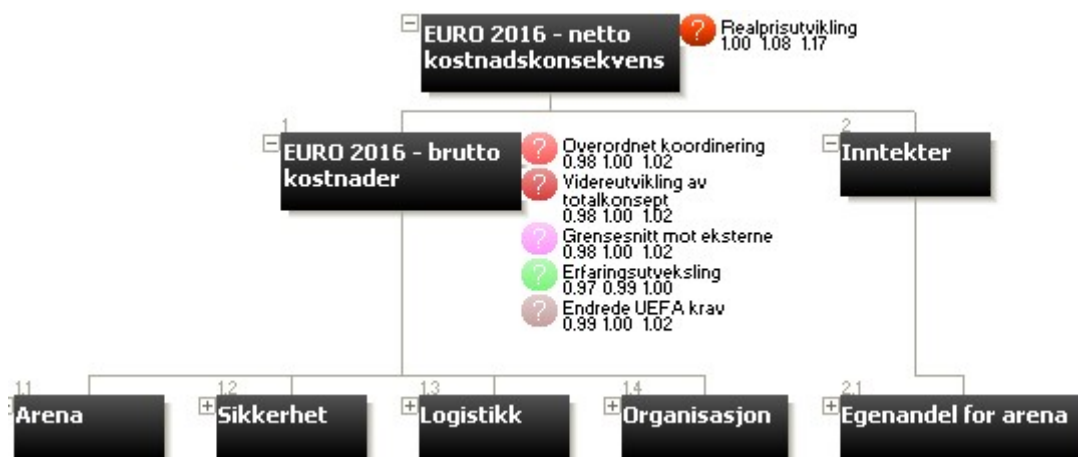 EURO 2016 - netto
kostnadskonsekvens
?
Realprisutvikling
1.00 1.08 1.17
1
EURO 2016 - brutto
kostnader
?
Overordnet koordinering
0.98 1.00 1.02
?
Videreutvikling av
totalkonsept
0.98 1.00 1.02
?
Grensesnitt mot eksterne
0.98 1.00 1.02
?
Erfaringsutveksling
0.97 0.99 1.00
?
Endrede UEFA krav
0.99 1.00 1.02
2
Inntekter
1.1
Arena
1.2
Sikkerhet
1.3
Logistikk
1.4
Organisasjon
2.1
Egenandel for arena